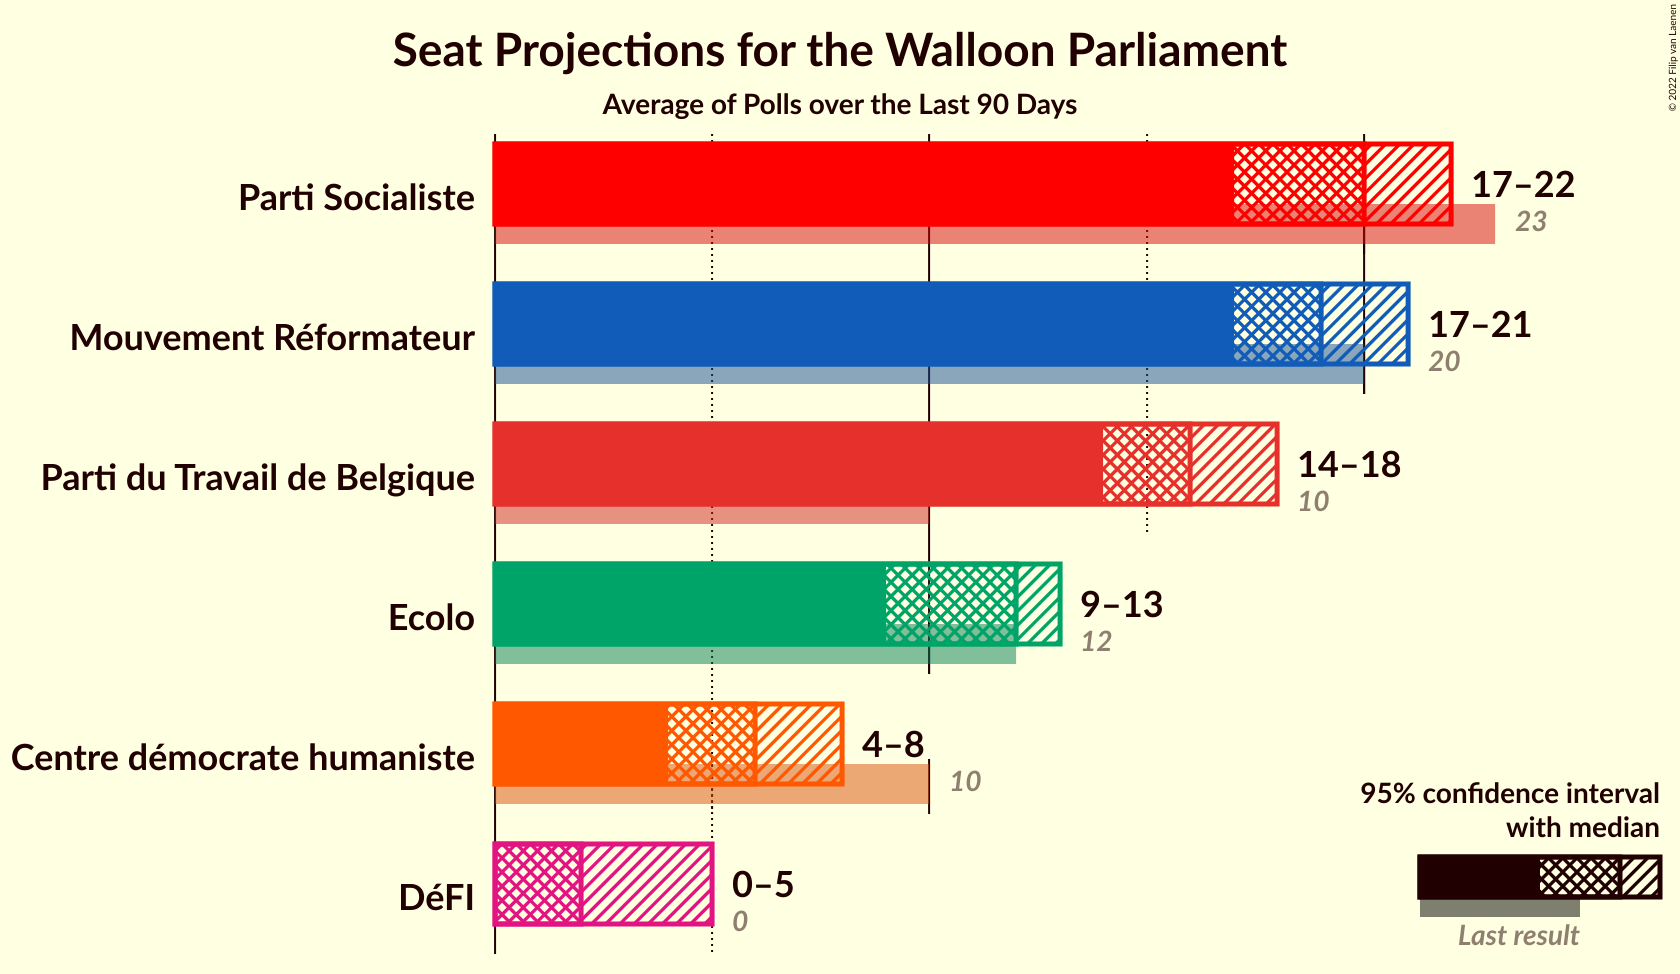 Seat Projections for the Walloon Parliament
Average of Polls over the Last 90 Days
© 2022 Filip van Laenen
Parti Socialiste
17–22
23
Mouvement Réformateur
17–21
20
Parti du Travail de Belgique
14–18
10
Ecolo
9–13
12
Centre démocrate humaniste
4–8
10
DéFI
0–5
0
95% confidence interval
with median
Last result